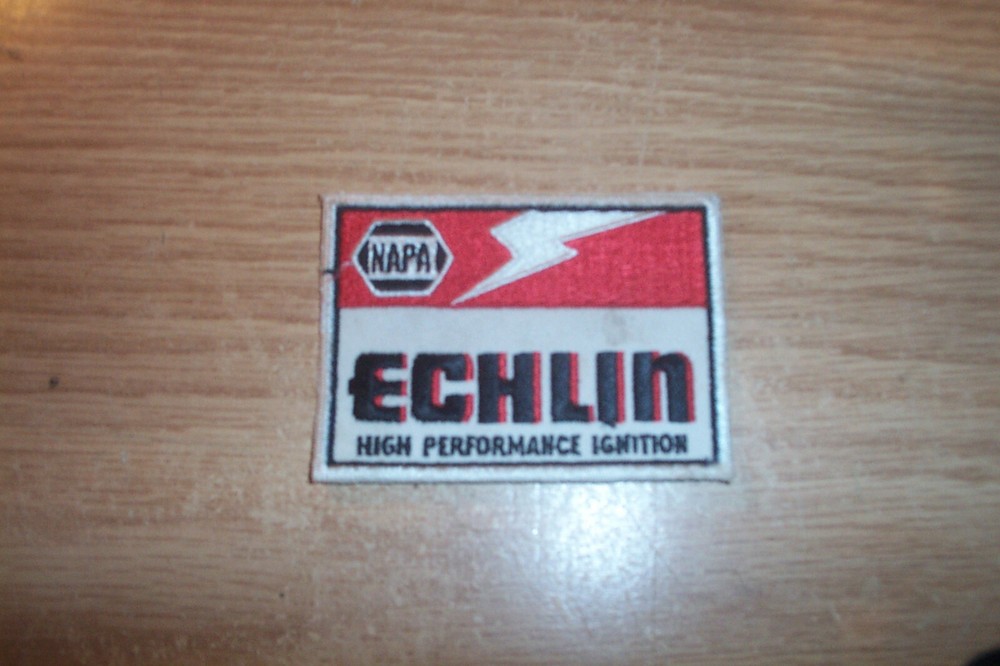 NAPA
ECHLIN
HIGH PERFORMANCE IGNITION